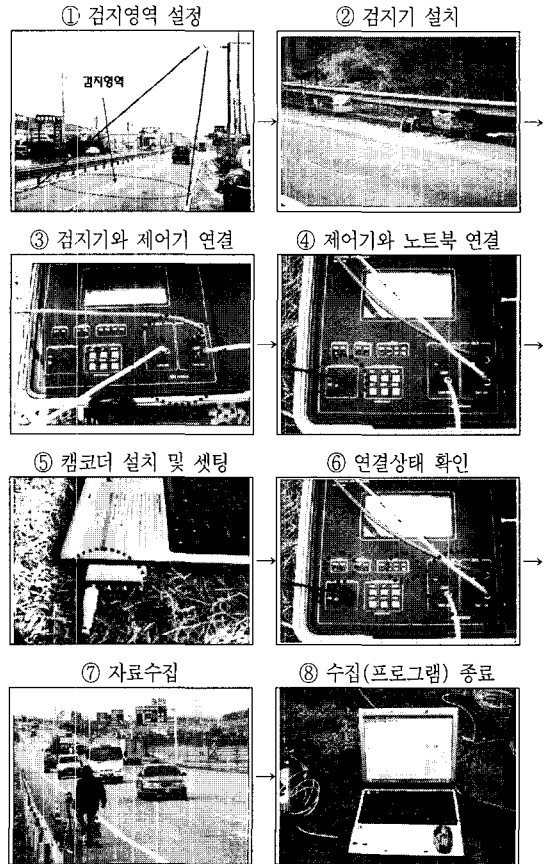 ① 검지영역 설정
② 검지기 설치
검지영역
→
→
③ 검지기와 제어기 연결
④ 제어기와 노트북 연결
→
→
⑤ 캠코더 설치 및 셋팅
⑥ 연결상태 확인
→
→
⑦ 자료수집
⑧ 수집(프로그램) 종료
→